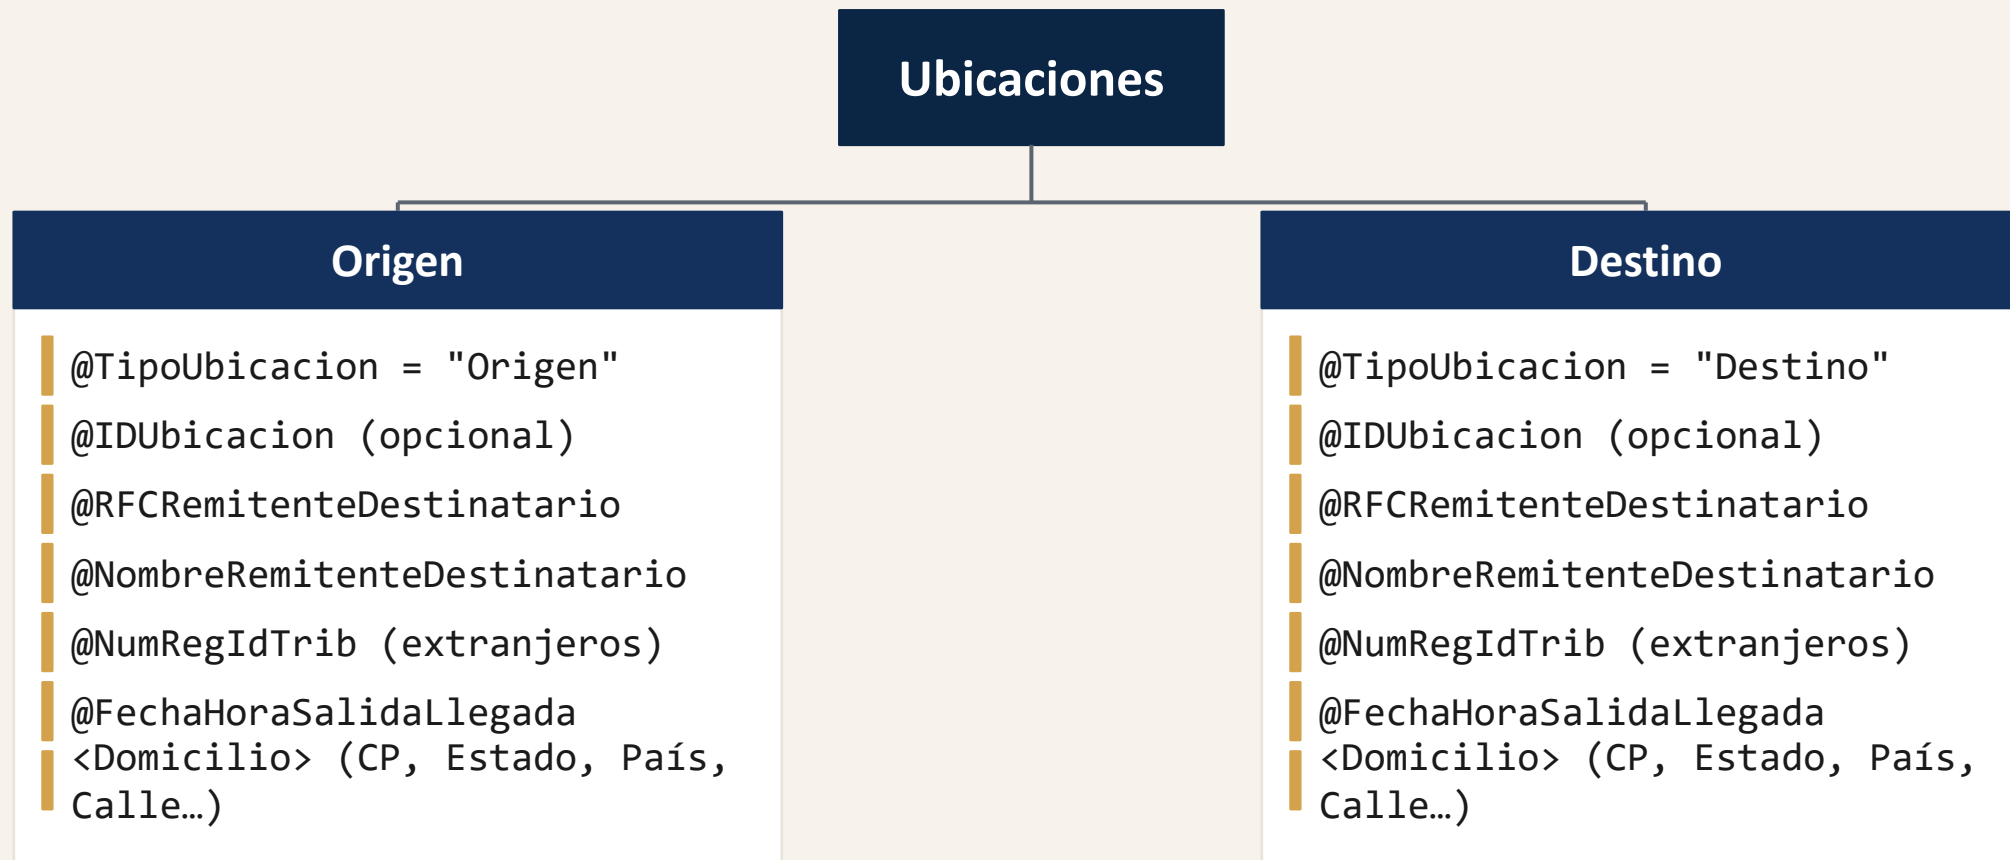 Ubicaciones
Origen
@TipoUbicacion = "Origen"
@IDUbicacion (opcional)
@RFCRemitenteDestinatario
@NombreRemitenteDestinatario
@NumRegIdTrib (extranjeros)
@FechaHoraSalidaLlegada
<Domicilio> (CP, Estado, País,
Calle…)
Destino
@TipoUbicacion = "Destino"
@IDUbicacion (opcional)
@RFCRemitenteDestinatario
@NombreRemitenteDestinatario
@NumRegIdTrib (extranjeros)
@FechaHoraSalidaLlegada
<Domicilio> (CP, Estado, País,
Calle…)